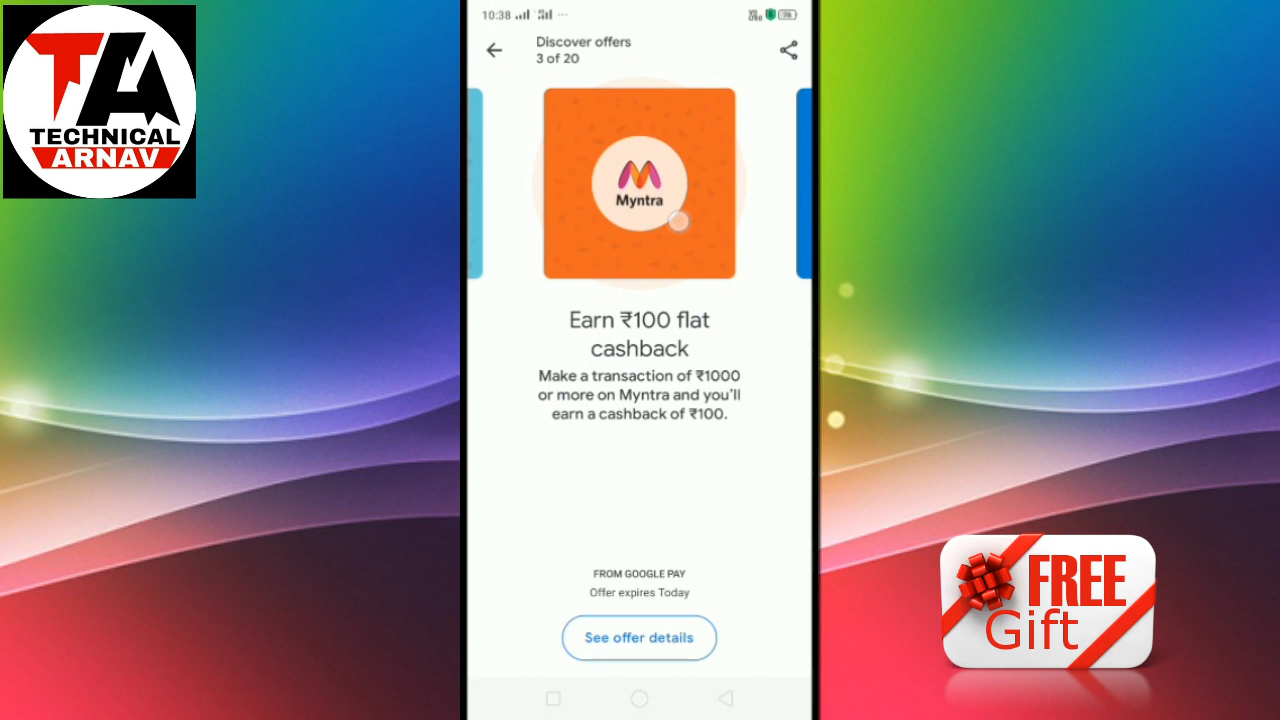 TA
TECHNICAL
ARNAV
10:38
76
Discover offers
3 of 20
Myntra
Earn ₹100 flat
cashback
Make a transaction of ₹1000
or more on Myntra and you'll
earn a cashback of ₹100.
FROM GOOGLE PAY
Offer expires Today
See offer details
FREE
Gift